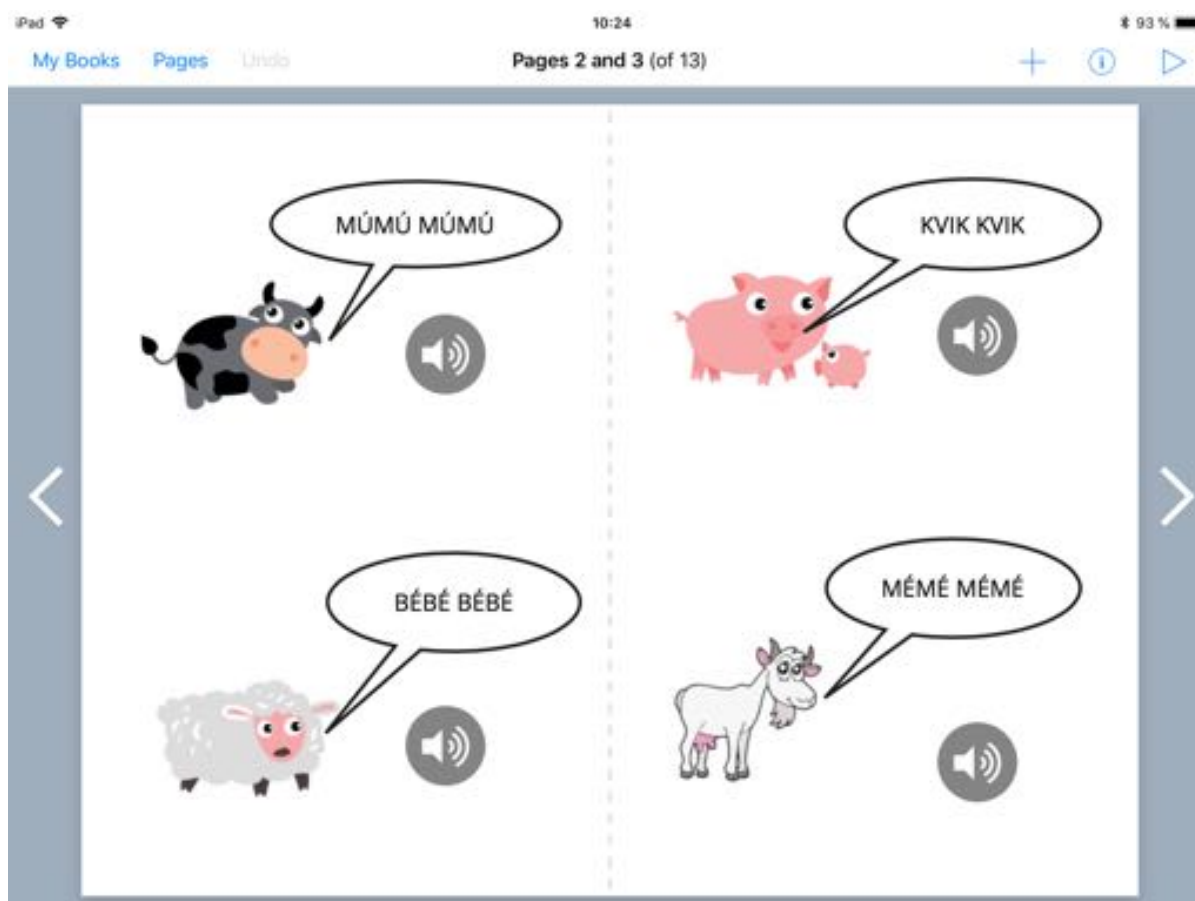 iPad 10:24 93 %
My Books Pages Undo Pages 2 and 3 (of 13)
MÚMÚ MÚMÚ
KVIK KVIK
BÉBÉ BÉBÉ
MÉMÉ MÉMÉ